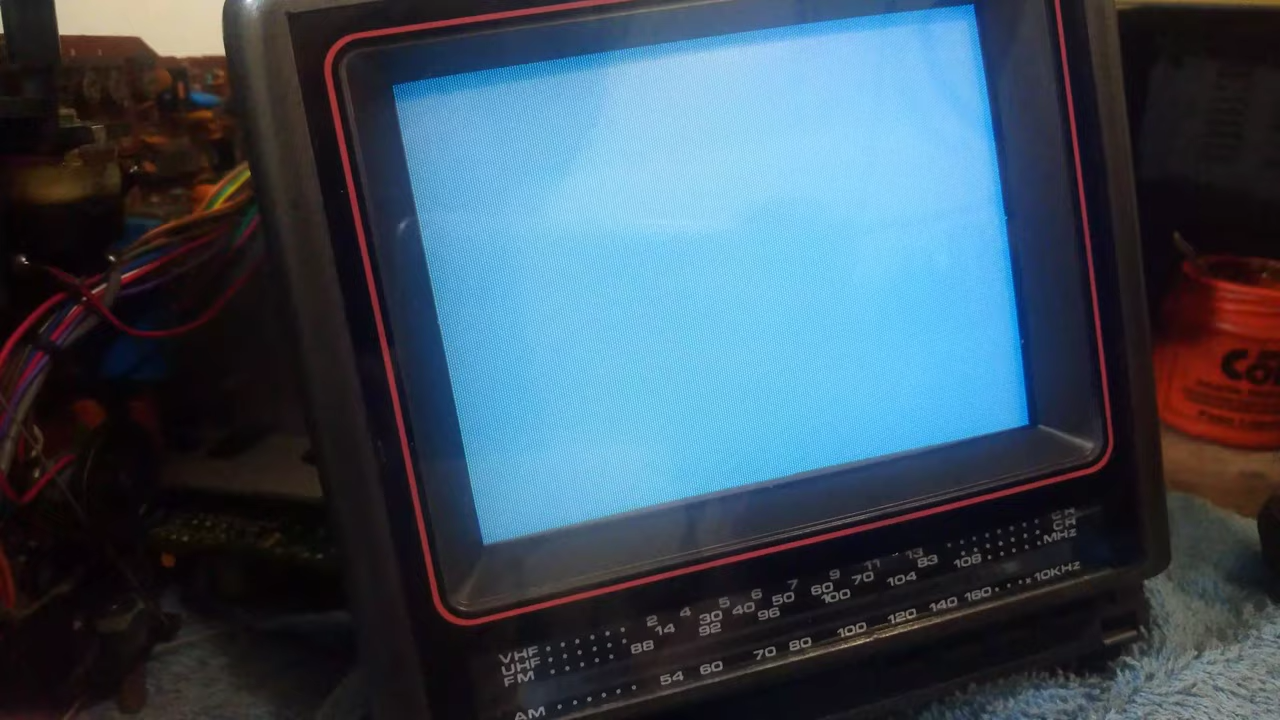 VHF 2 4 5 6 7 9 11 13 CH
UHF 14 30 40 50 60 70 83 CH
FM 88 92 96 100 104 108 MHz
AM 54 60 70 80 100 120 140 160 x10KHz